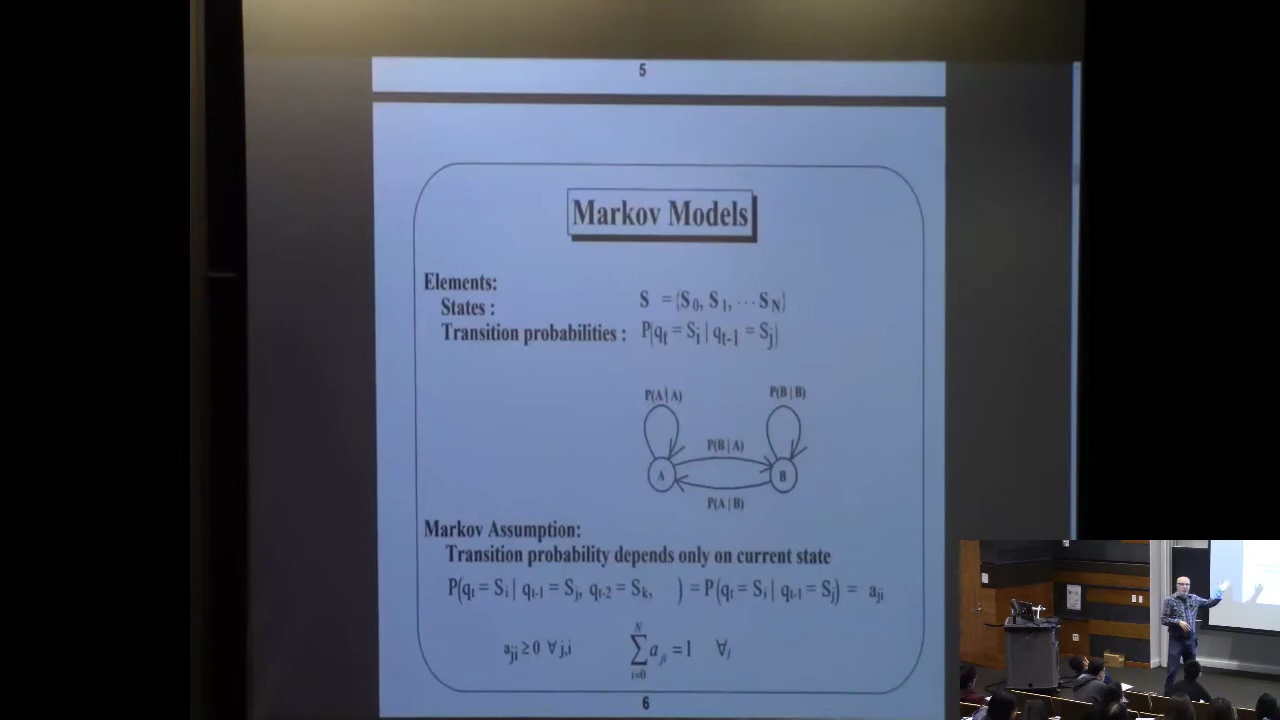 5
Markov Models
Elements:
States : S = {S0, S1, ··· SN}
Transition probabilities : P(qt = Si | qt-1 = Sj)
P(A | A) P(B | B)
P(B | A)
A B
P(A | B)
Markov Assumption:
Transition probability depends only on current state
P(qt = Si | qt-1 = Sj, qt-2 = Sk, ) = P(qt = Si | qt-1 = Sj) = aji
aji ≥ 0 ∀ j,i ∑ N i=0 aji = 1 ∀j
6